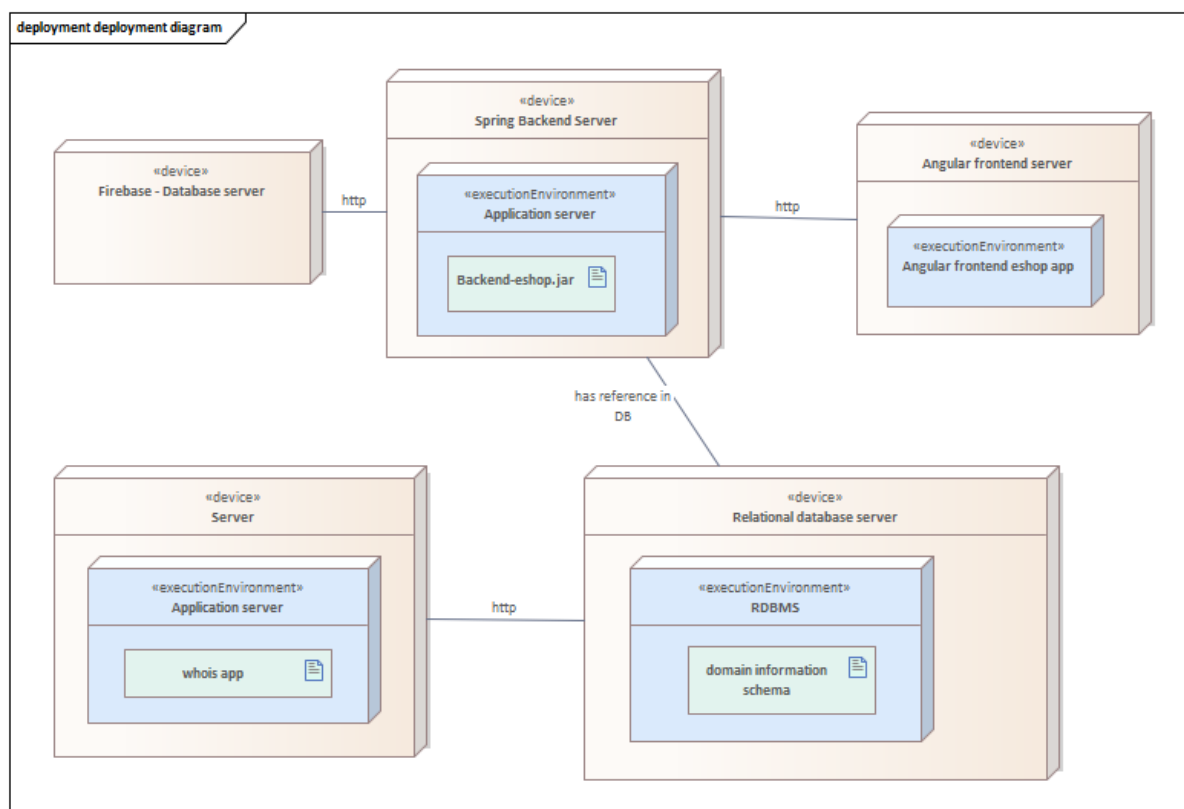 deployment deployment diagram
«device»
Spring Backend Server
«executionEnvironment»
Application server
Backend-eshop.jar
«device»
Firebase - Database server
http
http
«device»
Angular frontend server
«executionEnvironment»
Angular frontend eshop app
has reference in
DB
«device»
Server
«executionEnvironment»
Application server
whois app
http
«device»
Relational database server
«executionEnvironment»
RDBMS
domain information
schema